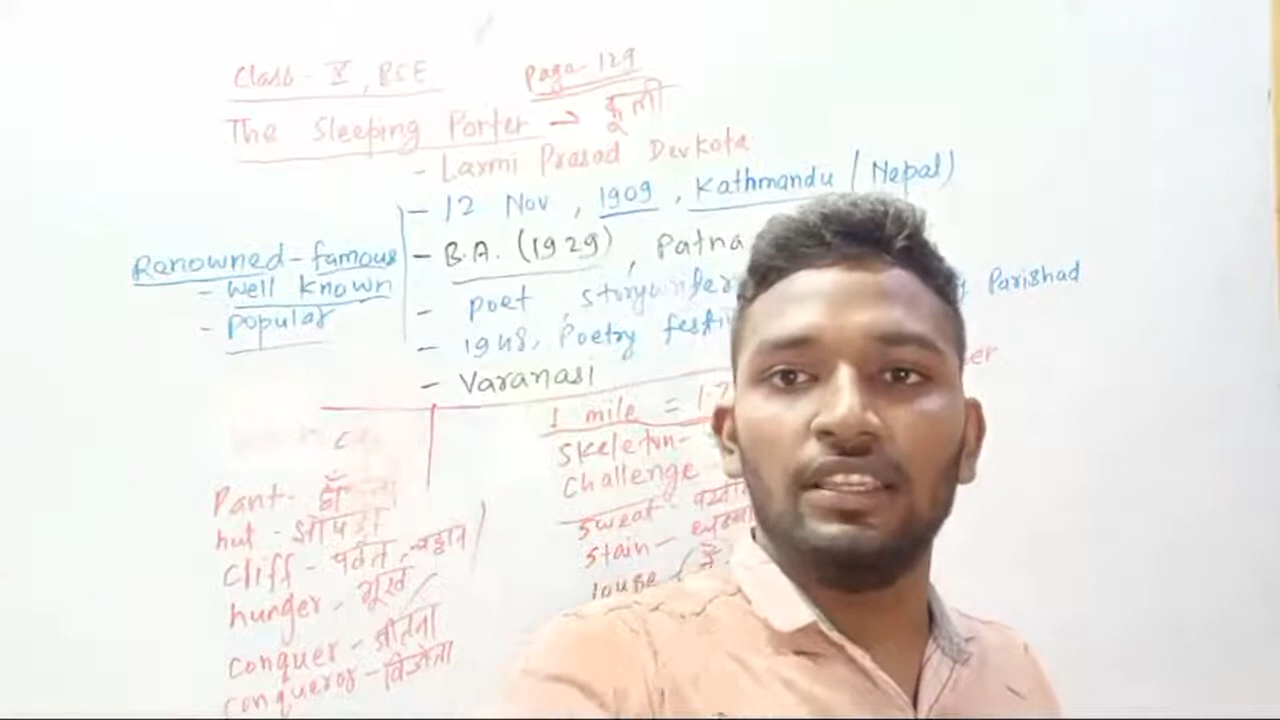 Class - X, BSE
Page-129
The Sleeping Porter → कूली
- Laxmi Prasad Devkota
- 12 Nov, 1909, Kathmandu (Nepal)
- B.A. (1929), Patna
- Poet, storywriter Parishad
- 1948, Poetry
- Varanasi
Renowned - famous
- well known
- popular
1 mile =
Skeleton -
Challenge
Sweat -
Stain -
louse
Pant -
hut - झोपड़ी
Cliff - पर्वत, चट्टान
hunger - भूख
Conquer - जीतना
Conqueror - विजेता